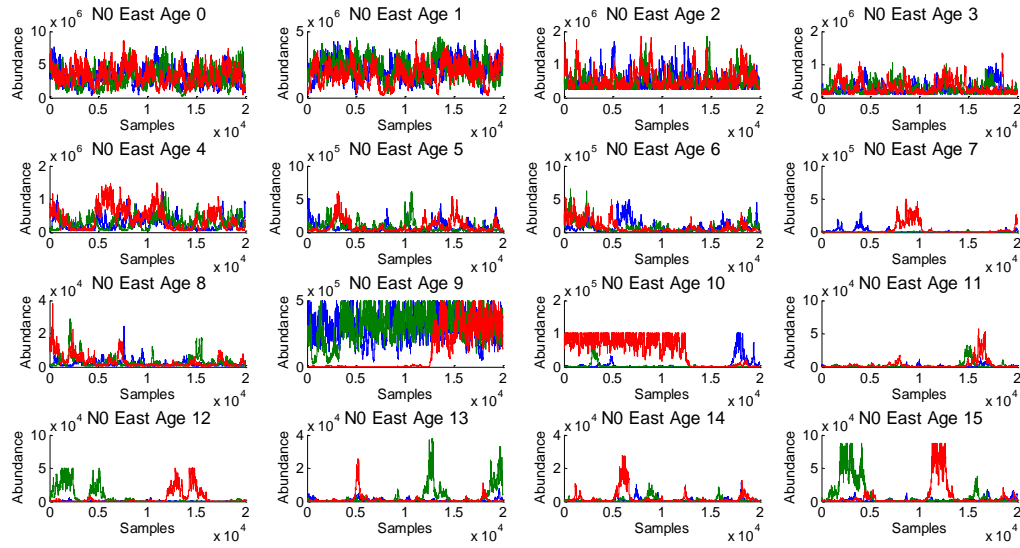 N0 East Age 0
x 10^6
10
5
0
Abundance
0 0.5 1 1.5 2
Samples
x 10^4
N0 East Age 1
x 10^6
5
0
Abundance
0 0.5 1 1.5 2
Samples
x 10^4
N0 East Age 2
x 10^6
2
1
0
Abundance
0 0.5 1 1.5 2
Samples
x 10^4
N0 East Age 3
x 10^6
2
1
0
Abundance
0 0.5 1 1.5 2
Samples
x 10^4
N0 East Age 4
x 10^6
2
1
0
Abundance
0 0.5 1 1.5 2
Samples
x 10^4
N0 East Age 5
x 10^5
10
5
0
Abundance
0 0.5 1 1.5 2
Samples
x 10^4
N0 East Age 6
x 10^5
10
5
0
Abundance
0 0.5 1 1.5 2
Samples
x 10^4
N0 East Age 7
x 10^5
10
5
0
Abundance
0 0.5 1 1.5 2
Samples
x 10^4
N0 East Age 8
x 10^4
4
2
0
Abundance
0 0.5 1 1.5 2
Samples
x 10^4
N0 East Age 9
x 10^5
5
0
Abundance
0 0.5 1 1.5 2
Samples
x 10^4
N0 East Age 10
x 10^5
2
1
0
Abundance
0 0.5 1 1.5 2
Samples
x 10^4
N0 East Age 11
x 10^4
10
5
0
Abundance
0 0.5 1 1.5 2
Samples
x 10^4
N0 East Age 12
x 10^4
10
5
0
Abundance
0 0.5 1 1.5 2
Samples
x 10^4
N0 East Age 13
x 10^4
4
2
0
Abundance
0 0.5 1 1.5 2
Samples
x 10^4
N0 East Age 14
x 10^4
4
2
0
Abundance
0 0.5 1 1.5 2
Samples
x 10^4
N0 East Age 15
x 10^4
10
5
0
Abundance
0 0.5 1 1.5 2
Samples
x 10^4